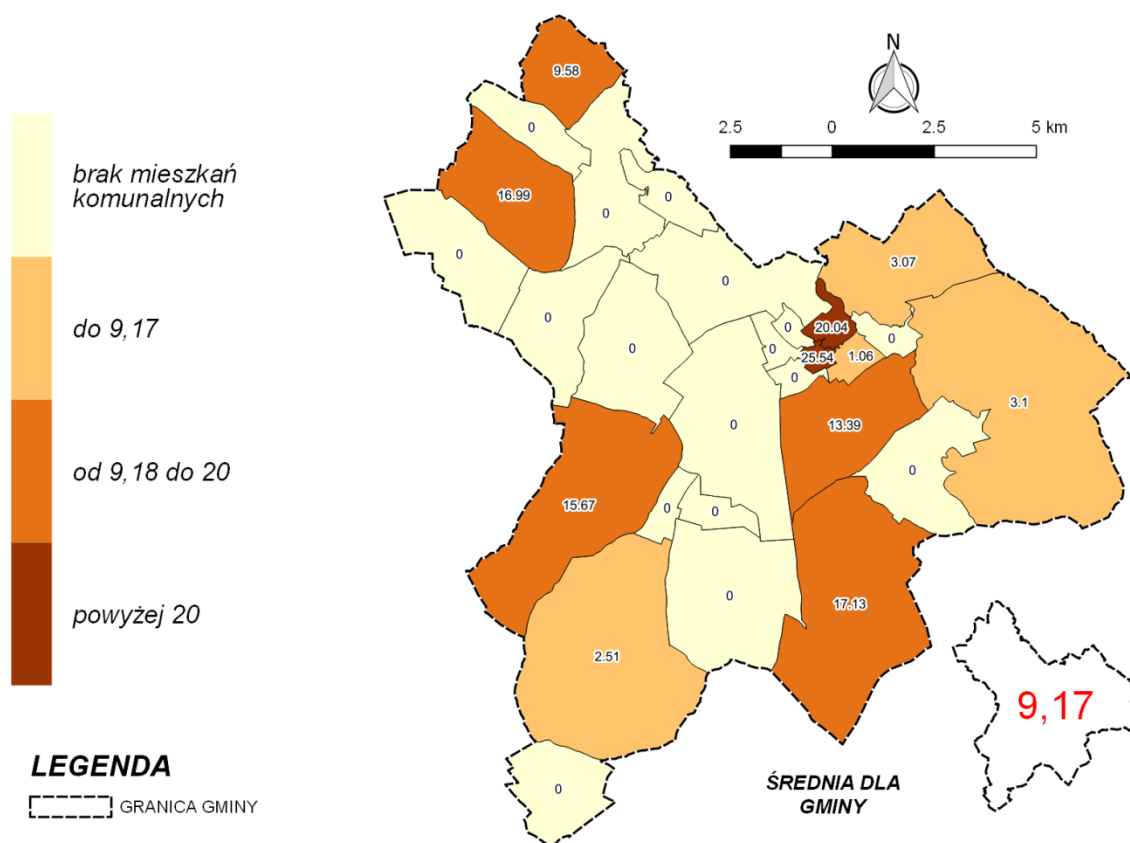 9.58
N
2.5 0 2.5 5 km
0
brak mieszkań
komunalnych
16.99
0
0
0
3.07
0
0
0
20.04
0
do 9,17
0
0
25.54
1.06
0
3.1
0
13.39
0
od 9,18 do 20
15.67
0
0
0
17.13
powyżej 20
2.51
9,17
LEGENDA
GRANICA GMINY
0
ŚREDNIA DLA
GMINY